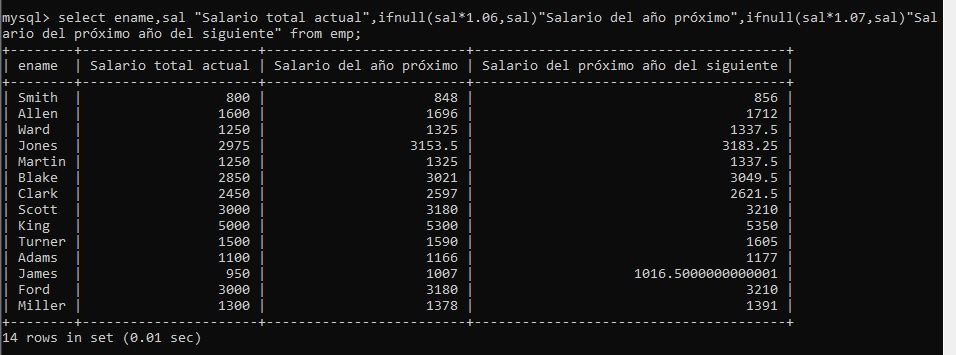 mysql> select ename,sal "Salario total actual",ifnull(sal*1.06,sal)"Salario del año próximo",ifnull(sal*1.07,sal)"Sal
ario del próximo año del siguiente" from emp;
+--------+----------------------+-------------------------+---------------------------------------+
| ename  | Salario total actual | Salario del año próximo | Salario del próximo año del siguiente |
+--------+----------------------+-------------------------+---------------------------------------+
| Smith  |                  800 |                     848 |                                   856 |
| Allen  |                 1600 |                    1696 |                                  1712 |
| Ward   |                 1250 |                    1325 |                                1337.5 |
| Jones  |                 2975 |                  3153.5 |                               3183.25 |
| Martin |                 1250 |                    1325 |                                1337.5 |
| Blake  |                 2850 |                    3021 |                                3049.5 |
| Clark  |                 2450 |                    2597 |                                2621.5 |
| Scott  |                 3000 |                    3180 |                                  3210 |
| King   |                 5000 |                    5300 |                                  5350 |
| Turner |                 1500 |                    1590 |                                  1605 |
| Adams  |                 1100 |                    1166 |                                  1177 |
| James  |                  950 |                    1007 |                    1016.5000000000001 |
| Ford   |                 3000 |                    3180 |                                  3210 |
| Miller |                 1300 |                    1378 |                                  1391 |
+--------+----------------------+-------------------------+---------------------------------------+
14 rows in set (0.01 sec)